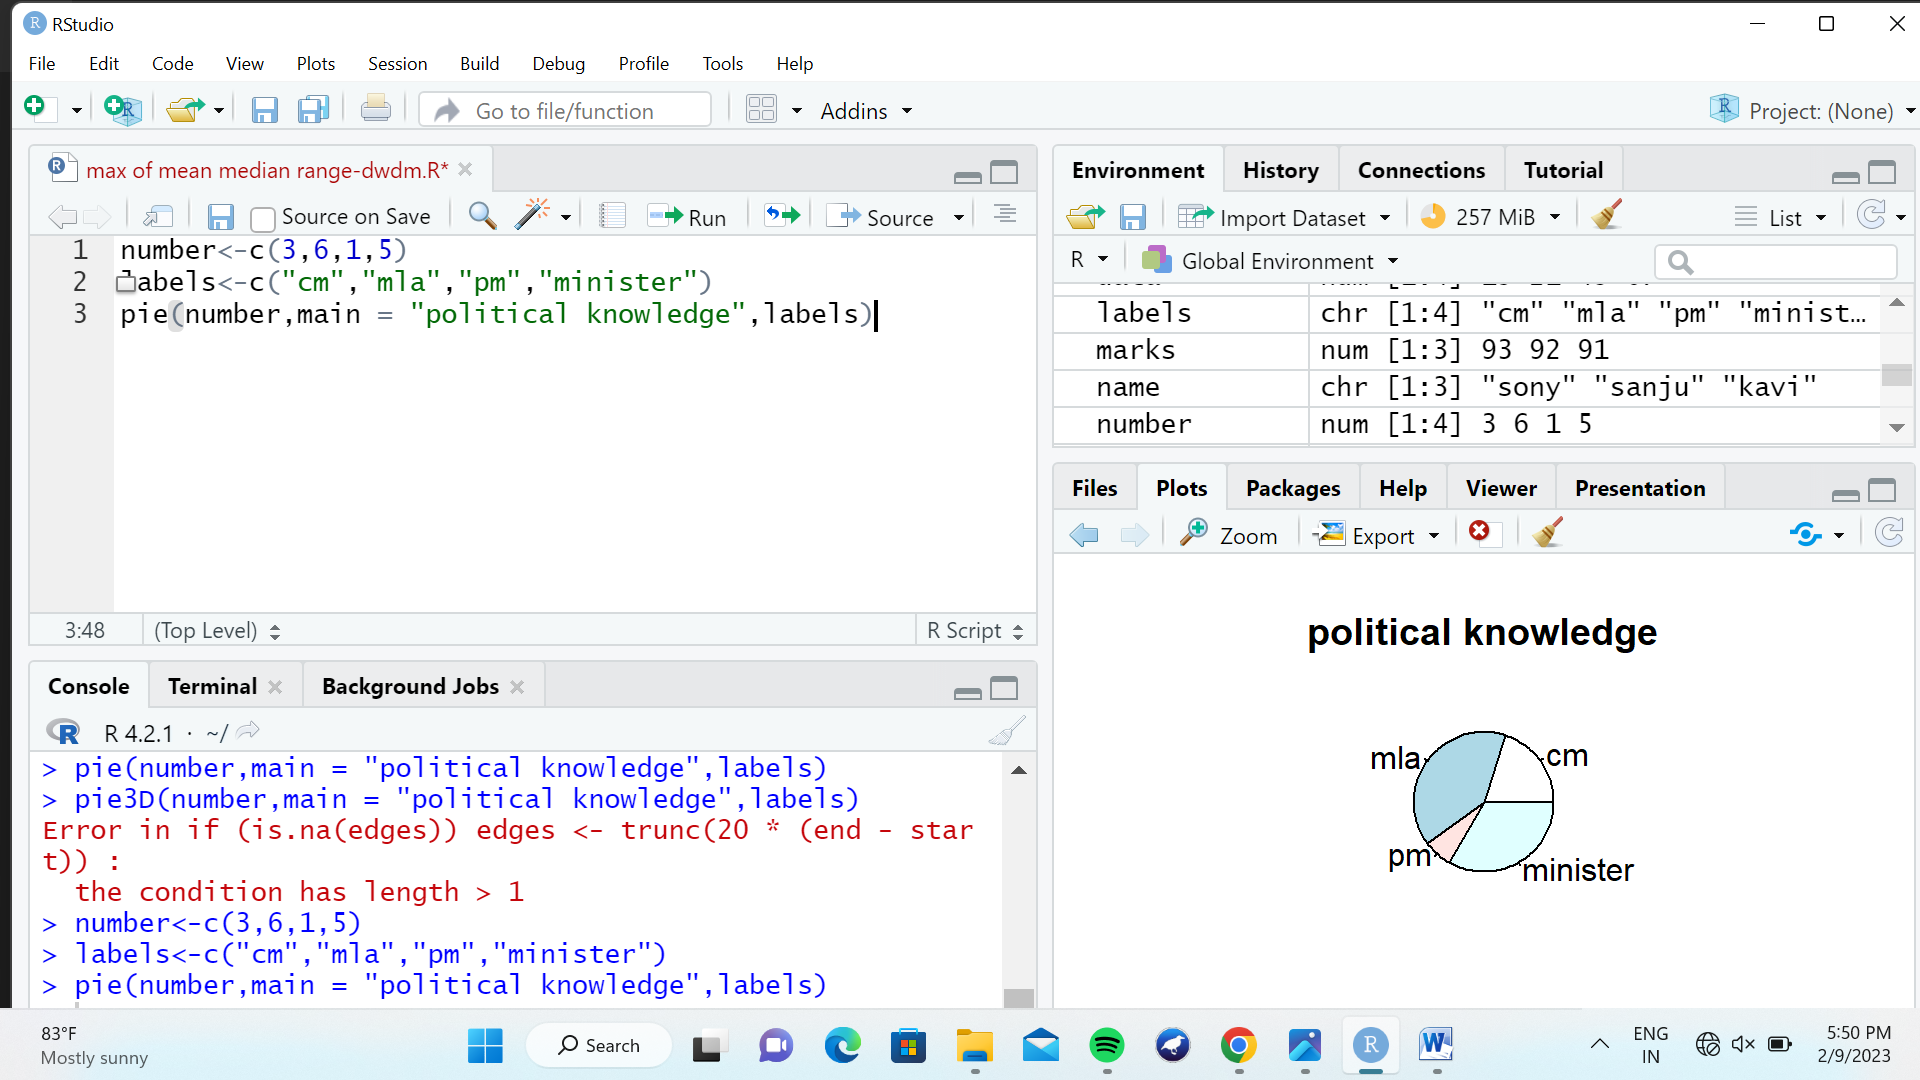 RStudio
File Edit Code View Plots Session Build Debug Profile Tools Help
Go to file/function Addins Project: (None)
max of mean median range-dwdm.R*
Source on Save Run Source
1 number<-c(3,6,1,5)
2 labels<-c("cm","mla","pm","minister")
3 pie(number,main = "political knowledge",labels)
3:48 (Top Level) R Script
Console Terminal Background Jobs
R 4.2.1 · ~/
> pie(number,main = "political knowledge",labels)
> pie3D(number,main = "political knowledge",labels)
Error in if (is.na(edges)) edges <- trunc(20 * (end - star
t)) :
the condition has length > 1
> number<-c(3,6,1,5)
> labels<-c("cm","mla","pm","minister")
> pie(number,main = "political knowledge",labels)
Environment History Connections Tutorial
Import Dataset 257 MiB List
R Global Environment
labels chr [1:4] "cm" "mla" "pm" "minist…
marks num [1:3] 93 92 91
name chr [1:3] "sony" "sanju" "kavi"
number num [1:4] 3 6 1 5
Files Plots Packages Help Viewer Presentation
Zoom Export
political knowledge
mla
cm
pm
minister
83°F
Mostly sunny
Search
ENG
IN
5:50 PM
2/9/2023